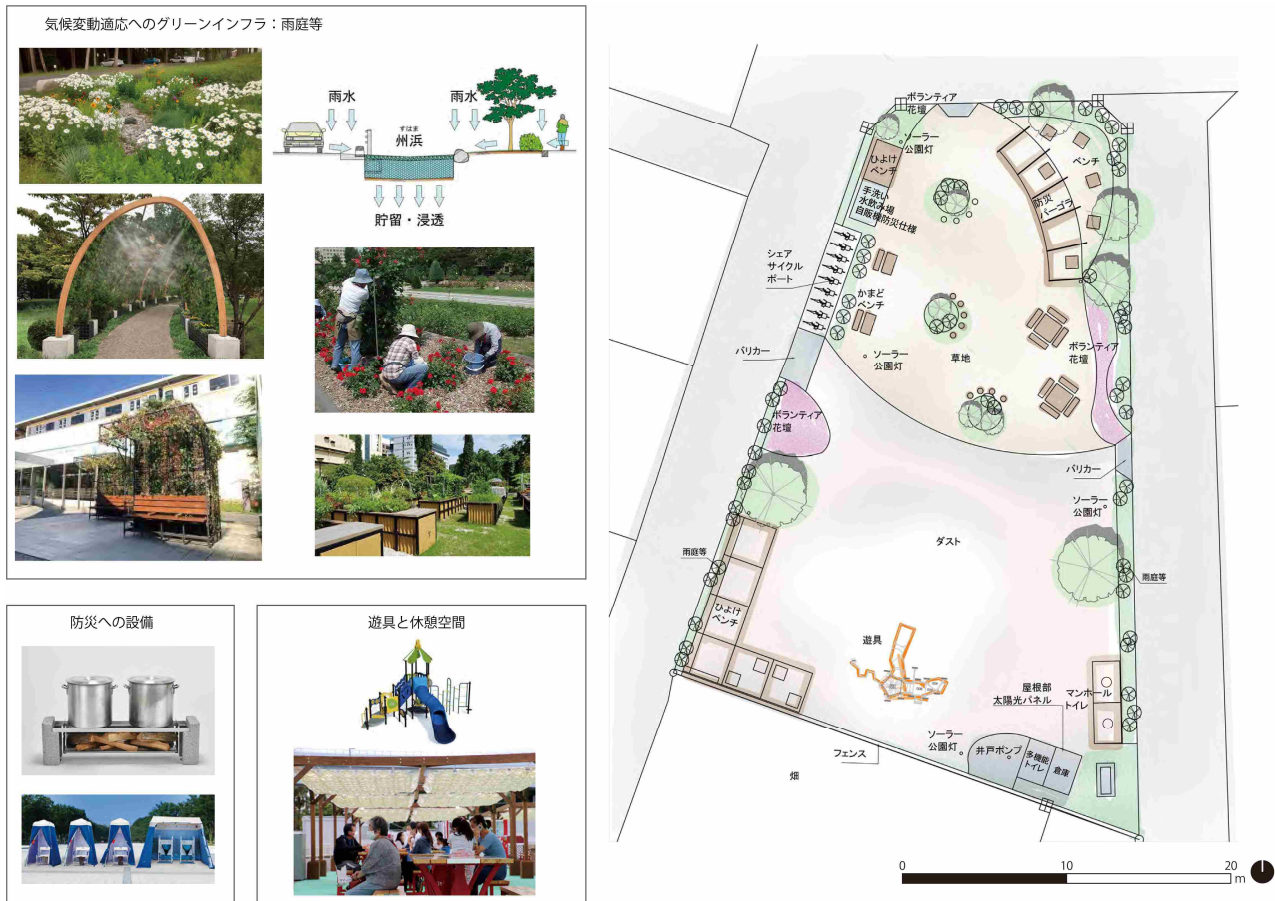 気候変動適応へのグリーンインフラ：雨庭等
雨水
雨水
すはま
州浜
貯留・浸透
防災への設備
遊具と休憩空間
ボランティア
花壇
ソーラー
公園灯
ひよけ
ベンチ
手洗い
水飲み場
自販機防災仕様
ベンチ
防災
パーゴラ
シェア
サイクル
ポート
かまど
ベンチ
バリカー
ソーラー
公園灯
草地
ボランティア
花壇
ボランティア
花壇
バリカー
ソーラー
公園灯
ダスト
雨庭等
雨庭等
ひよけ
ベンチ
遊具
屋根部
太陽光パネル
マンホール
トイレ
ソーラー
公園灯
井戸ポンプ
多機能
トイレ
倉庫
フェンス
畑
0 10 20
m